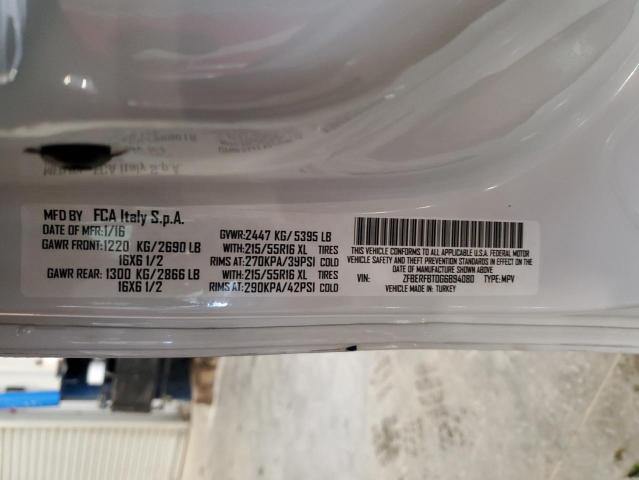 MFD BY FCA Italy S.p.A.
DATE OF MFR: 1/16
GAWR FRONT: 1220 KG/2690 LB
16X6 1/2
GAWR REAR: 1300 KG/2866 LB
16X6 1/2
GVWR: 2447 KG/ 5395 LB
WITH: 215/55R16 XL TIRES
RIMS AT: 270KPA/39PSI COLD
WITH: 215/55R16 XL TIRES
RIMS AT: 290KPA/42PSI COLD
THIS VEHICLE CONFORMS TO ALL APPLICABLE U.S.A. FEDERAL MOTOR
VEHICLE SAFETY AND THEFT PREVENTION STANDARDS IN EFFECT ON THE
DATE OF MANUFACTURE SHOWN ABOVE.
VIN: ZFBERFBT0G6B94080 TYPE: MPV
VEHICLE MADE IN: TURKEY